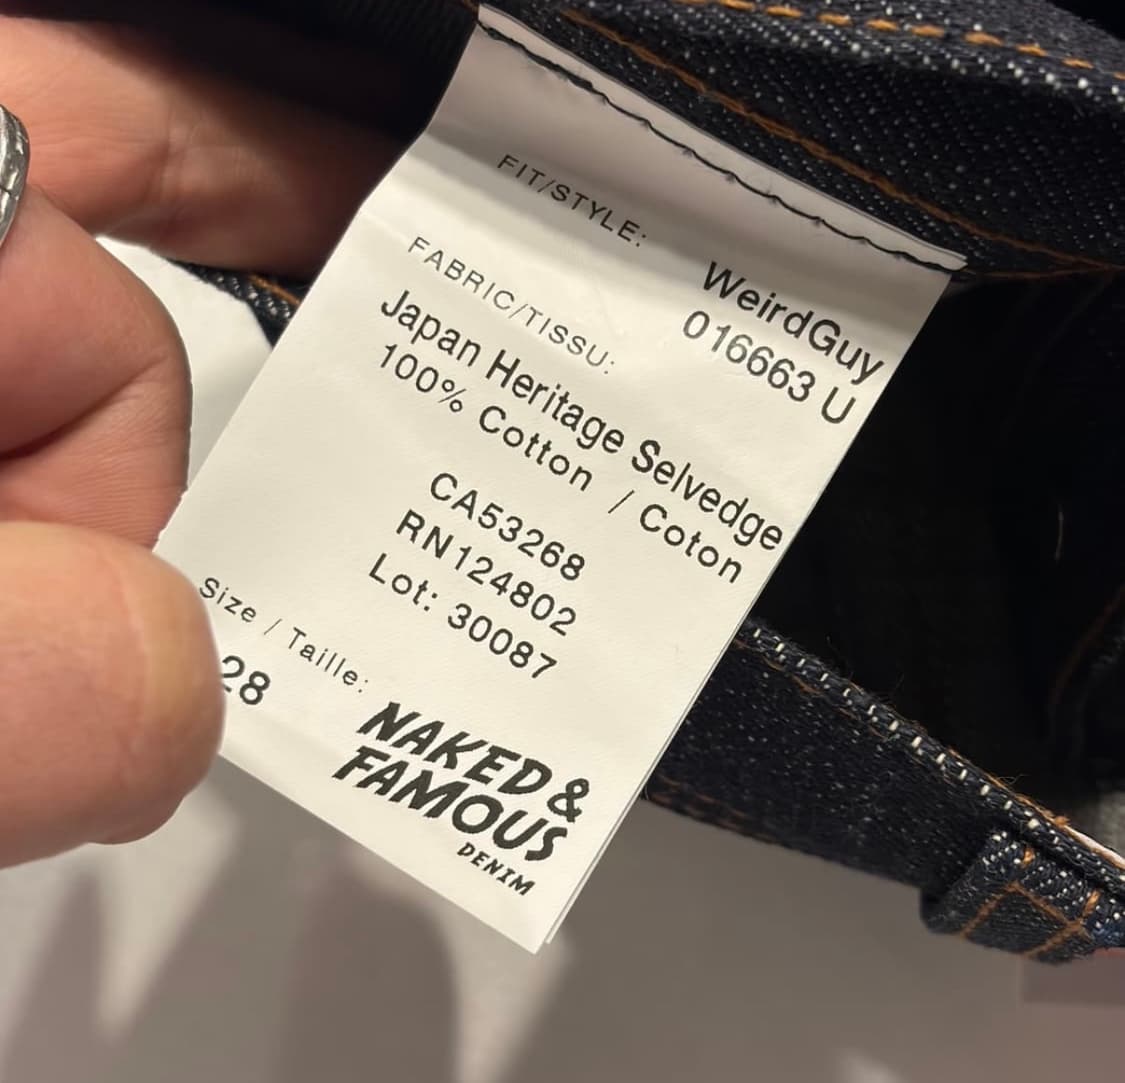 FIT/STYLE:
WeirdGuy
016663 U
FABRIC/TISSU:
Japan Heritage Selvedge
100% Cotton / Coton
CA53268
RN124802
Lot: 30087
Size / Taille:
28
NAKED &
FAMOUS
DENIM